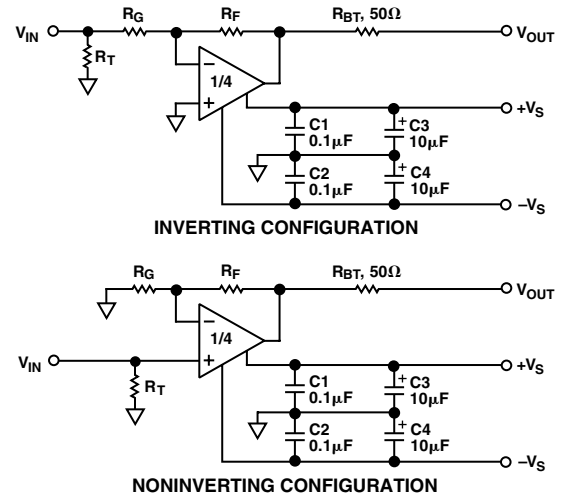 V_IN R_G R_F R_BT, 50Ω V_OUT
R_T
−
1/4
+
+V_S
C1 + C3
0.1μF 10μF
C2 + C4
0.1μF 10μF
−V_S
INVERTING CONFIGURATION
R_G R_F R_BT, 50Ω V_OUT
−
1/4
V_IN + +V_S
R_T
C1 + C3
0.1μF 10μF
C2 + C4
0.1μF 10μF
−V_S
NONINVERTING CONFIGURATION